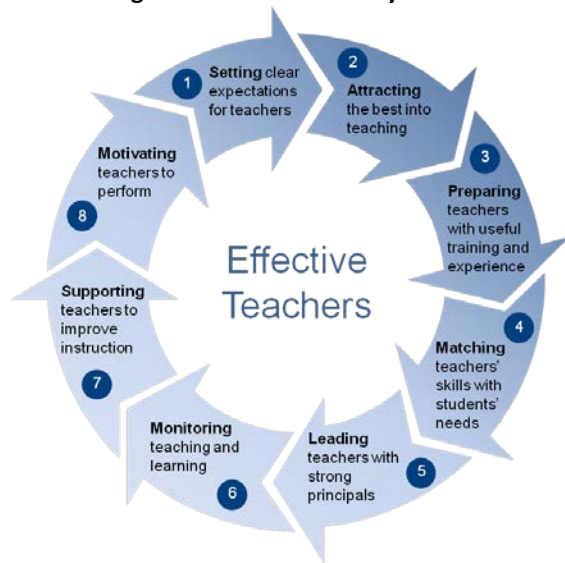 1
Setting clear
expectations
for teachers
2
Attracting
the best into
teaching
3
Preparing
teachers
with useful
training and
experience
4
Matching
teachers'
skills with
students'
needs
5
Leading
teachers with
strong
principals
6
Monitoring
teaching and
learning
7
Supporting
teachers to
improve
instruction
8
Motivating
teachers to
perform
Effective
Teachers